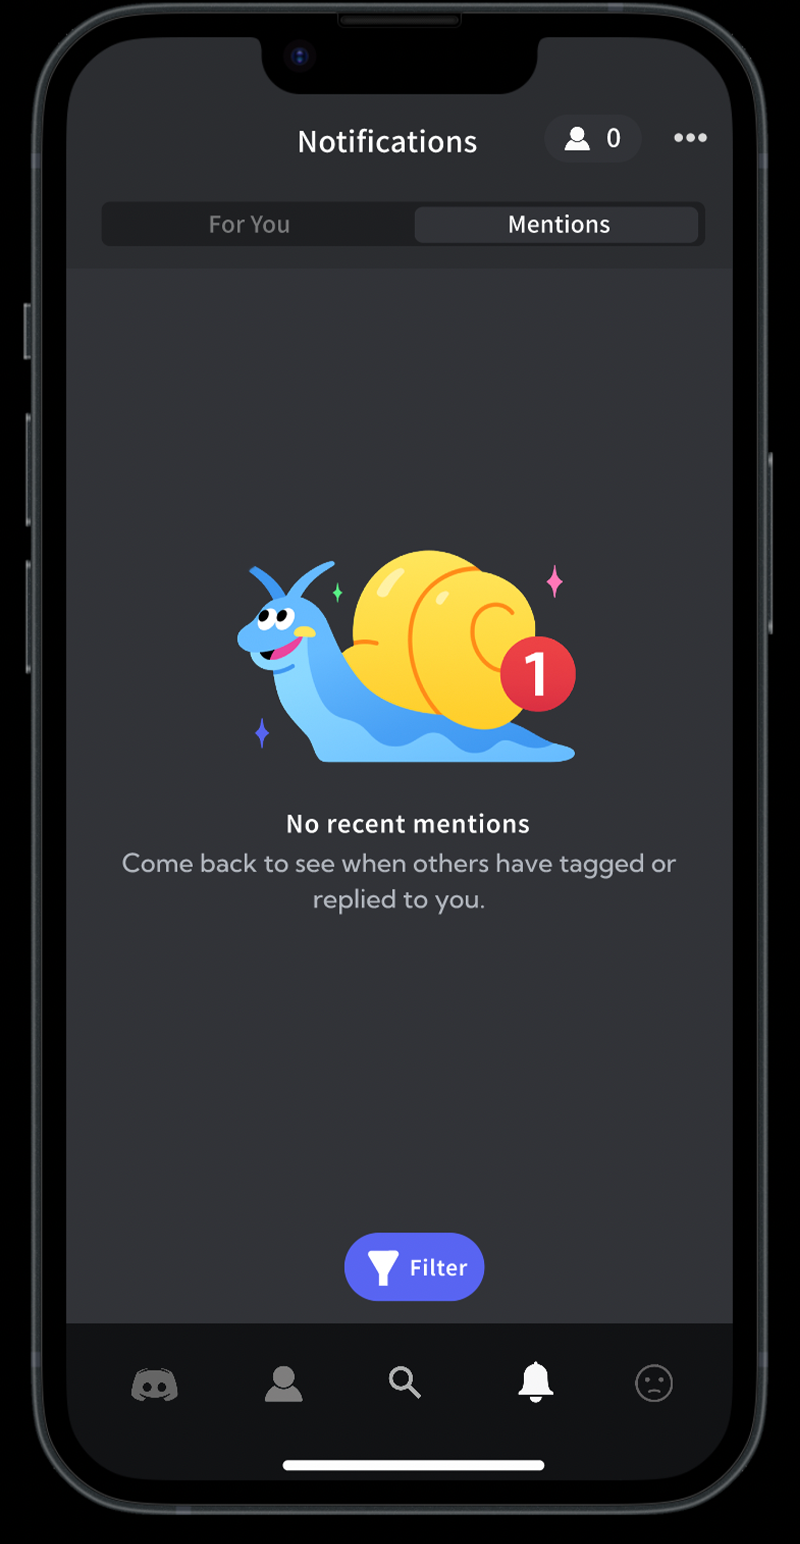 Notifications
0
For You
Mentions
1
No recent mentions
Come back to see when others have tagged or
replied to you.
Filter